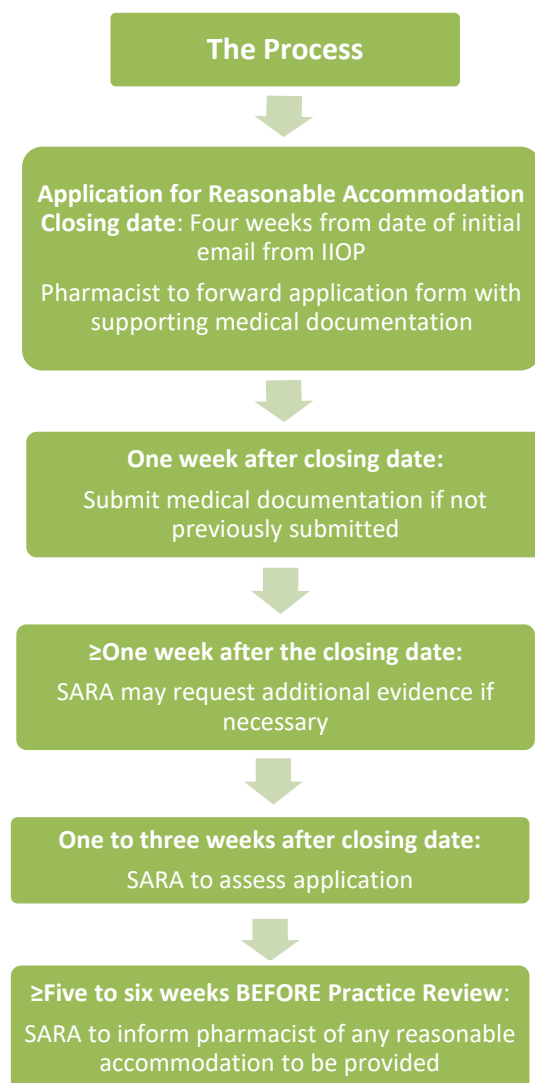 The Process
Application for Reasonable Accommodation
Closing date: Four weeks from date of initial
email from IIOP
Pharmacist to forward application form with
supporting medical documentation
One week after closing date:
Submit medical documentation if not
previously submitted
≥One week after the closing date:
SARA may request additional evidence if
necessary
One to three weeks after closing date:
SARA to assess application
≥Five to six weeks BEFORE Practice Review:
SARA to inform pharmacist of any reasonable
accommodation to be provided